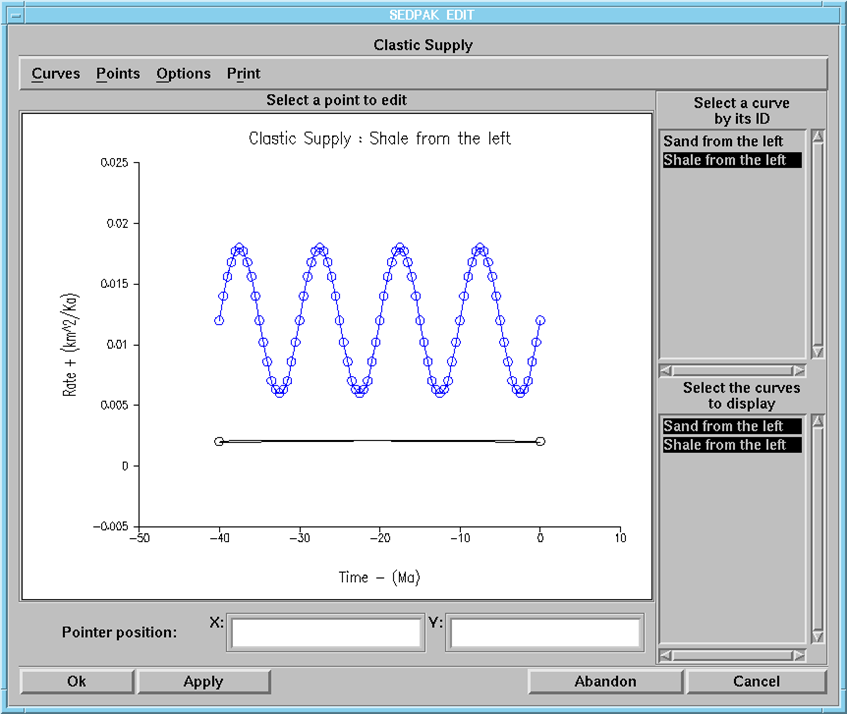 SEDPAK EDIT
Clastic Supply
Curves Points Options Print
Select a point to edit
Clastic Supply : Shale from the left
0.025
0.02
0.015
0.01
0.005
0
-0.005
Rate + (km^2/Ka)
-50 -40 -30 -20 -10 0 10
Time - (Ma)
Select a curve
by its ID
Sand from the left
Shale from the left
Select the curves
to display
Sand from the left
Shale from the left
Pointer position: X: Y:
Ok Apply Abandon Cancel